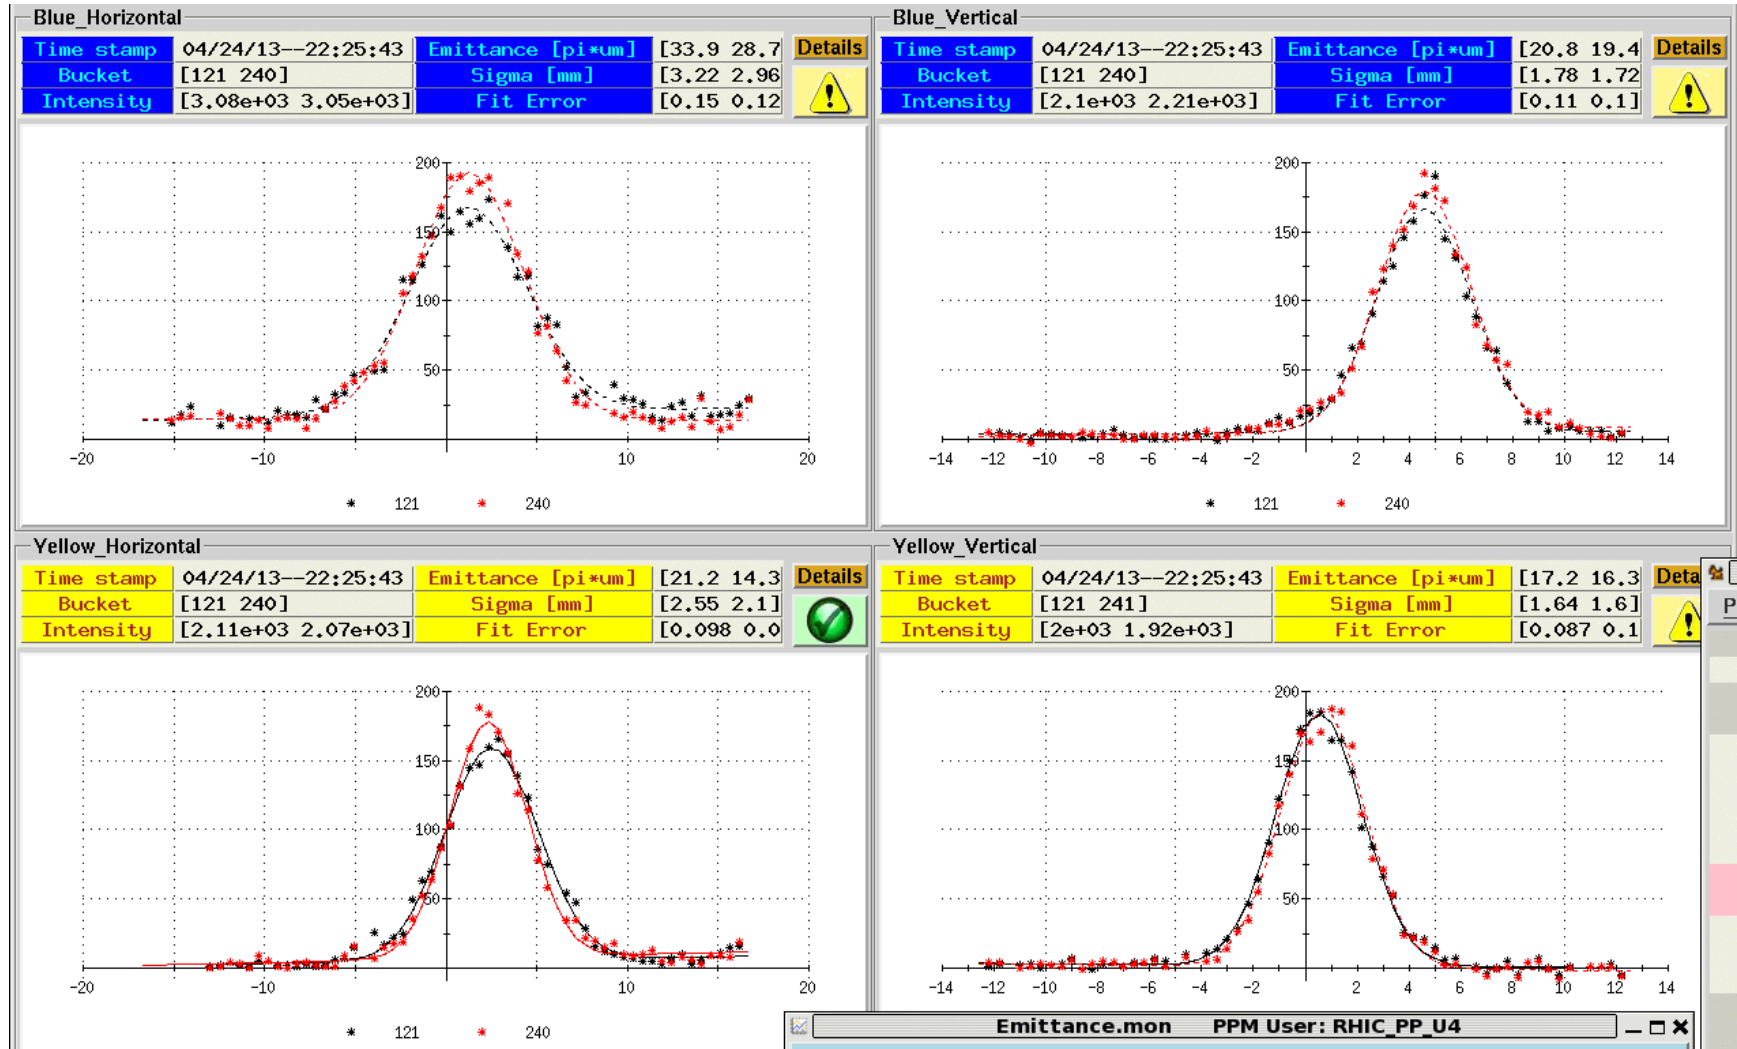 Blue_Horizontal
Time stamp 04/24/13--22:25:43 Emittance [pi*um] [33.9 28.7 Details
Bucket [121 240] Sigma [mm] [3.22 2.96
Intensity [3.08e+03 3.05e+03] Fit Error [0.15 0.12
200
150
100
50
-20 -10 10 20
121 240
Blue_Vertical
Time stamp 04/24/13--22:25:43 Emittance [pi*um] [20.8 19.4 Details
Bucket [121 240] Sigma [mm] [1.78 1.72
Intensity [2.1e+03 2.21e+03] Fit Error [0.11 0.1]
200
150
100
50
-14 -12 -10 -8 -6 -4 -2 2 4 6 8 10 12 14
121 240
Yellow_Horizontal
Time stamp 04/24/13--22:25:43 Emittance [pi*um] [21.2 14.3 Details
Bucket [121 240] Sigma [mm] [2.55 2.1]
Intensity [2.11e+03 2.07e+03] Fit Error [0.098 0.0
200
150
100
50
-20 -10 10 20
121 240
Yellow_Vertical
Time stamp 04/24/13--22:25:43 Emittance [pi*um] [17.2 16.3 Deta
Bucket [121 241] Sigma [mm] [1.64 1.6]
Intensity [2e+03 1.92e+03] Fit Error [0.087 0.1
200
150
100
50
-14 -12 -10 -8 -6 -4 -2 2 4 6 8 10 12 14
P
Emittance.mon PPM User: RHIC_PP_U4